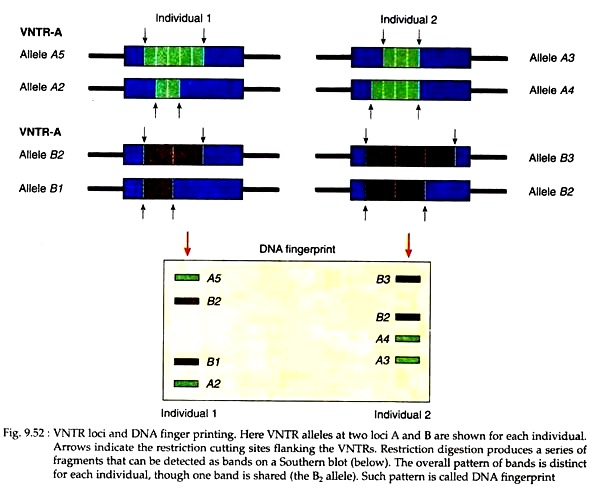 Individual 1
Individual 2
VNTR-A
Allele A5
Allele A3
Allele A2
Allele A4
VNTR-A
Allele B2
Allele B3
Allele B1
Allele B2
DNA fingerprint
A5
B3
B2
B2
A4
B1
A3
A2
Individual 1
Individual 2
Fig. 9.52 : VNTR loci and DNA finger printing. Here VNTR alleles at two loci A and B are shown for each individual.
Arrows indicate the restriction cutting sites flanking the VNTRs. Restriction digestion produces a series of
fragments that can be detected as bands on a Southern blot (below). The overall pattern of bands is distinct
for each individual, though one band is shared (the B₂ allele). Such pattern is called DNA fingerprint